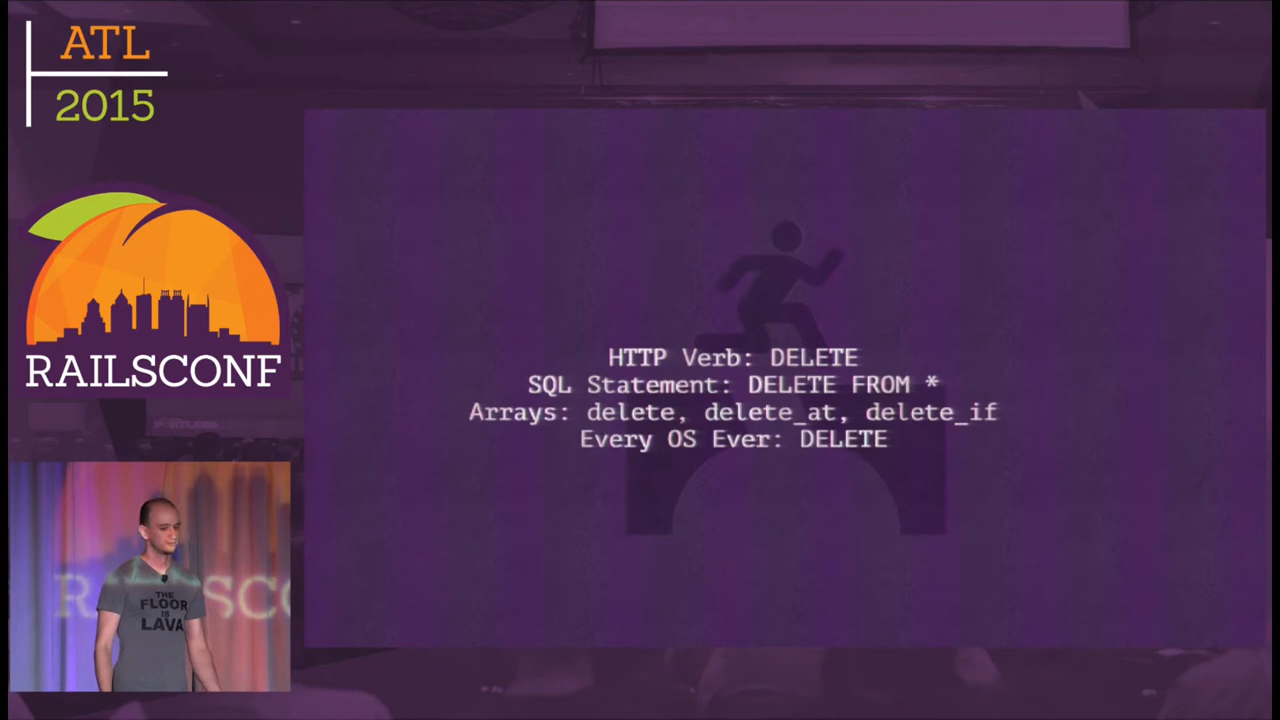 ATL
2015
RAILSCONF
HTTP Verb: DELETE
SQL Statement: DELETE FROM *
Arrays: delete, delete_at, delete_if
Every OS Ever: DELETE
THE
FLOOR
IS
LAVA